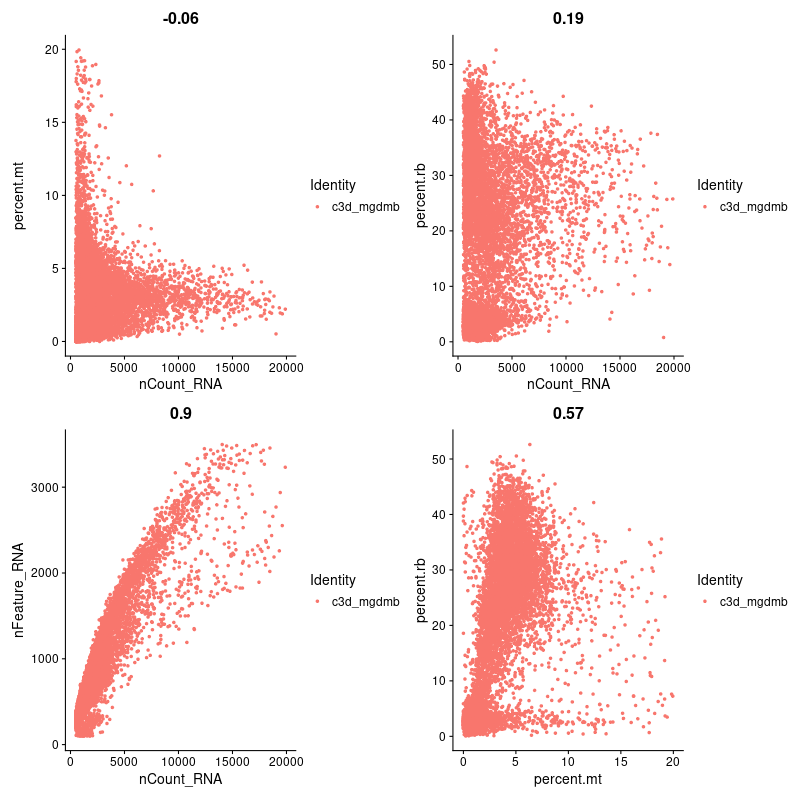 -0.06
percent.mt
20
15
10
5
0
0 5000 10000 15000 20000
nCount_RNA
Identity
c3d_mgdmb
0.19
percent.rb
50
40
30
20
10
0
0 5000 10000 15000 20000
nCount_RNA
Identity
c3d_mgdmb
0.9
nFeature_RNA
3000
2000
1000
0
0 5000 10000 15000 20000
nCount_RNA
Identity
c3d_mgdmb
0.57
percent.rb
50
40
30
20
10
0
0 5 10 15 20
percent.mt
Identity
c3d_mgdmb